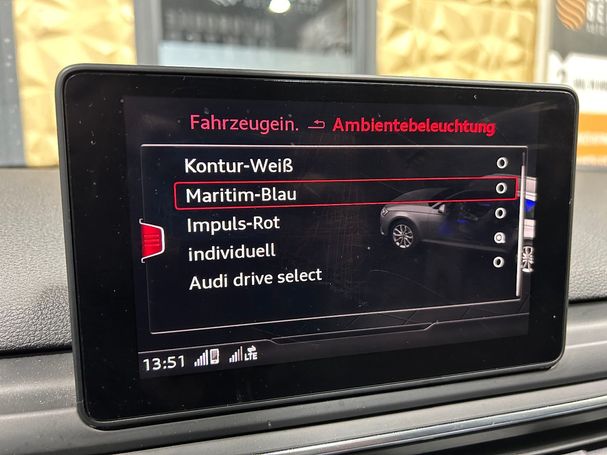 Fahrzeugein. Ambientebeleuchtung
Kontur-Weiß
Maritim-Blau
Impuls-Rot
individuell
Audi drive select
13:51 LTE